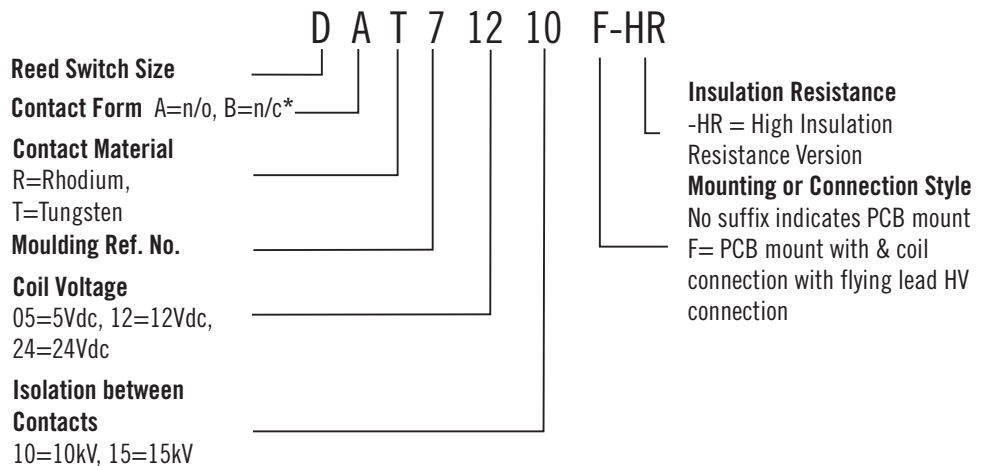 D A T 7 12 10 F-HR
Reed Switch Size
Contact Form A=n/o, B=n/c*
Contact Material
R=Rhodium,
T=Tungsten
Moulding Ref. No.
Coil Voltage
05=5Vdc, 12=12Vdc,
24=24Vdc
Isolation between
Contacts
10=10kV, 15=15kV
Insulation Resistance
-HR = High Insulation
Resistance Version
Mounting or Connection Style
No suffix indicates PCB mount
F= PCB mount with & coil
connection with flying lead HV
connection